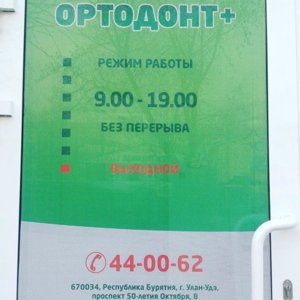 ОРТОДОНТ+
РЕЖИМ РАБОТЫ
9.00 - 19.00
БЕЗ ПЕРЕРЫВА
ВЫХОДНОЙ
44-00-62
670034, Республика Бурятия, г. Улан-Удэ,
проспект 50-летия Октября, 8